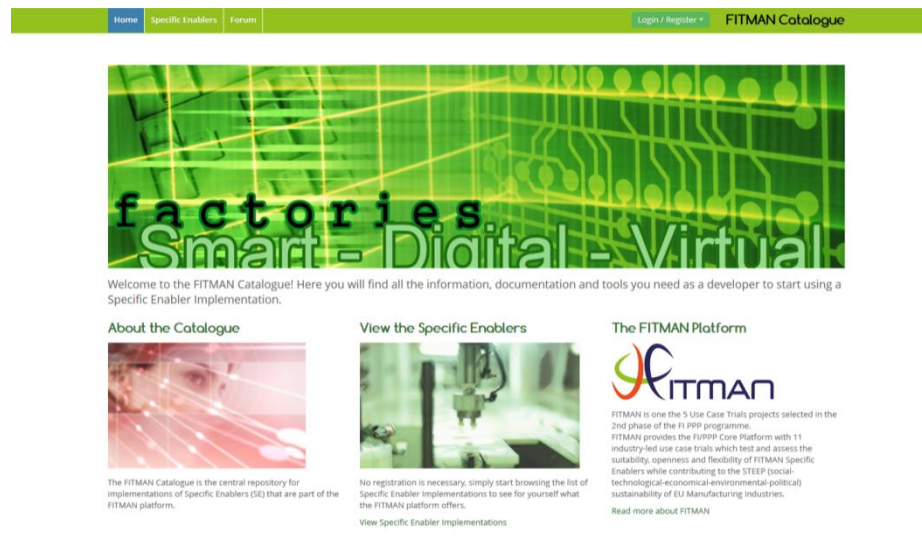 Home Specific Enablers Forum Login / Register FITMAN Catalogue
factories
Smart - Digital - Virtual
Welcome to the FITMAN Catalogue! Here you will find all the information, documentation and tools you need as a developer to start using a
Specific Enabler Implementation.
About the Catalogue
The FITMAN Catalogue is the central repository for
implementations of Specific Enablers (SE) that are part of the
FITMAN platform.
View the Specific Enablers
No registration is necessary, simply start browsing the list of
Specific Enabler Implementations to see for yourself what
the FITMAN platform offers.
View Specific Enabler Implementations
The FITMAN Platform
FITMAN
FITMAN is one the 5 Use Case Trials projects selected in the
2nd phase of the FI PPP programme.
FITMAN provides the FI/PPP Core Platform with 11
industry-led use case trials which test and assess the
suitability, openness and flexibility of FITMAN Specific
Enablers while contributing to the STEEP (social-
technological-economical-environmental-political)
sustainability of EU Manufacturing Industries.
Read more about FITMAN